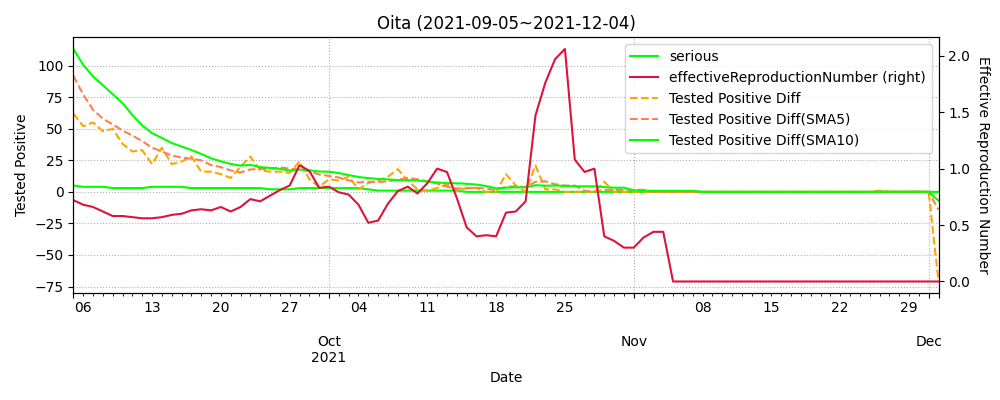 Oita (2021-09-05~2021-12-04)
serious
effectiveReproductionNumber (right)
Tested Positive Diff
Tested Positive Diff(SMA5)
Tested Positive Diff(SMA10)
Tested Positive
100
75
50
25
0
−25
−50
−75
2.0
1.5
1.0
0.5
0.0
Effective Reproduction Number
06 13 20 27 04 11 18 25 08 15 22 29
Oct Nov Dec
2021
Date